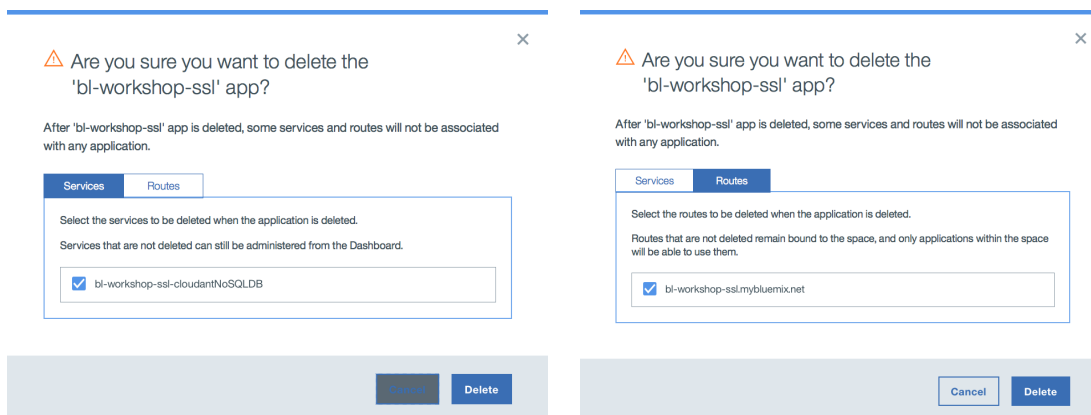 Are you sure you want to delete the
'bl-workshop-ssl' app?
After 'bl-workshop-ssl' app is deleted, some services and routes will not be associated
with any application.
Services
Routes
Select the services to be deleted when the application is deleted.
Services that are not deleted can still be administered from the Dashboard.
bl-workshop-ssl-cloudantNoSQLDB
Delete
Are you sure you want to delete the
'bl-workshop-ssl' app?
After 'bl-workshop-ssl' app is deleted, some services and routes will not be associated
with any application.
Services
Routes
Select the routes to be deleted when the application is deleted.
Routes that are not deleted remain bound to the space, and only applications within the space
will be able to use them.
bl-workshop-ssl.mybluemix.net
Cancel
Delete